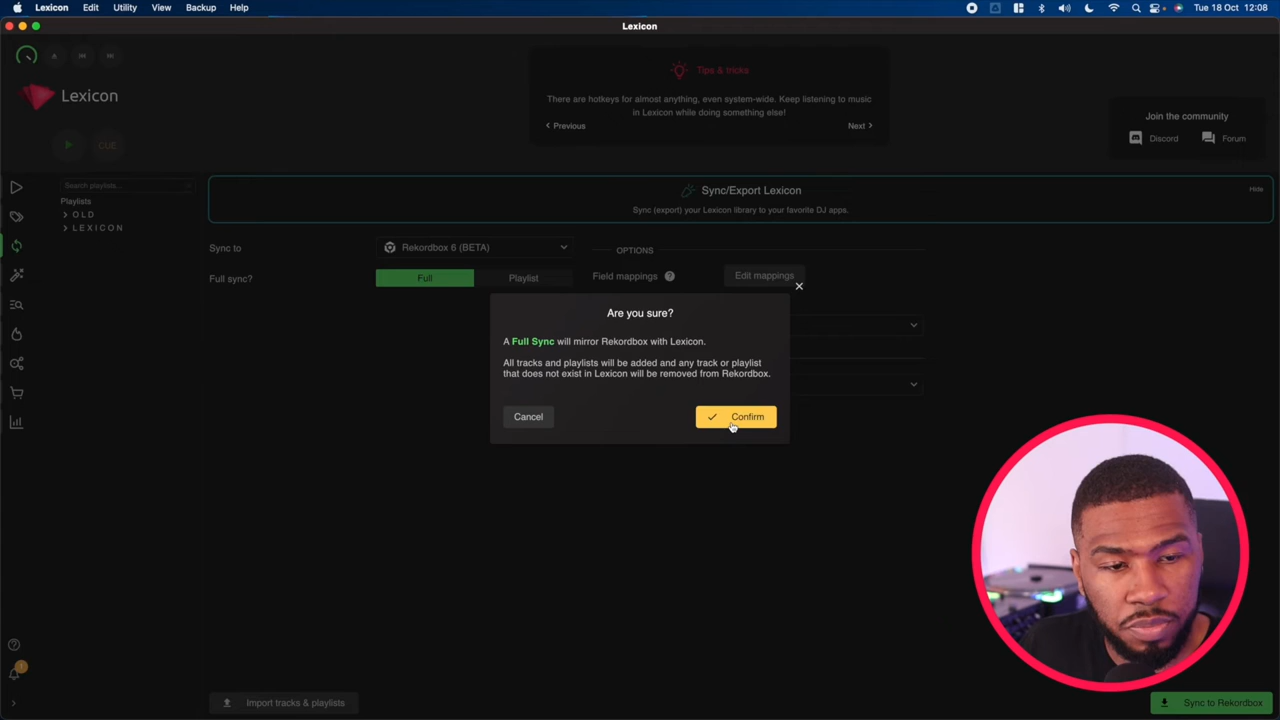 Lexicon Edit Utility View Backup Help
Tue 18 Oct 12:08
Lexicon
Lexicon
CUE
Tips & tricks
There are hotkeys for almost anything, even system-wide. Keep listening to music
in Lexicon while doing something else!
Previous
Next
Join the community
Discord
Forum
Search playlists...
Playlists
OLD
LEXICON
Sync/Export Lexicon
Hide
Sync (export) your Lexicon library to your favorite DJ apps.
Sync to
Rekordbox 6 (BETA)
OPTIONS
Full sync?
Full
Playlist
Field mappings
Edit mappings
Are you sure?
A Full Sync will mirror Rekordbox with Lexicon.
All tracks and playlists will be added and any track or playlist
that does not exist in Lexicon will be removed from Rekordbox.
Cancel
Confirm
Import tracks & playlists
Sync to Rekordbox